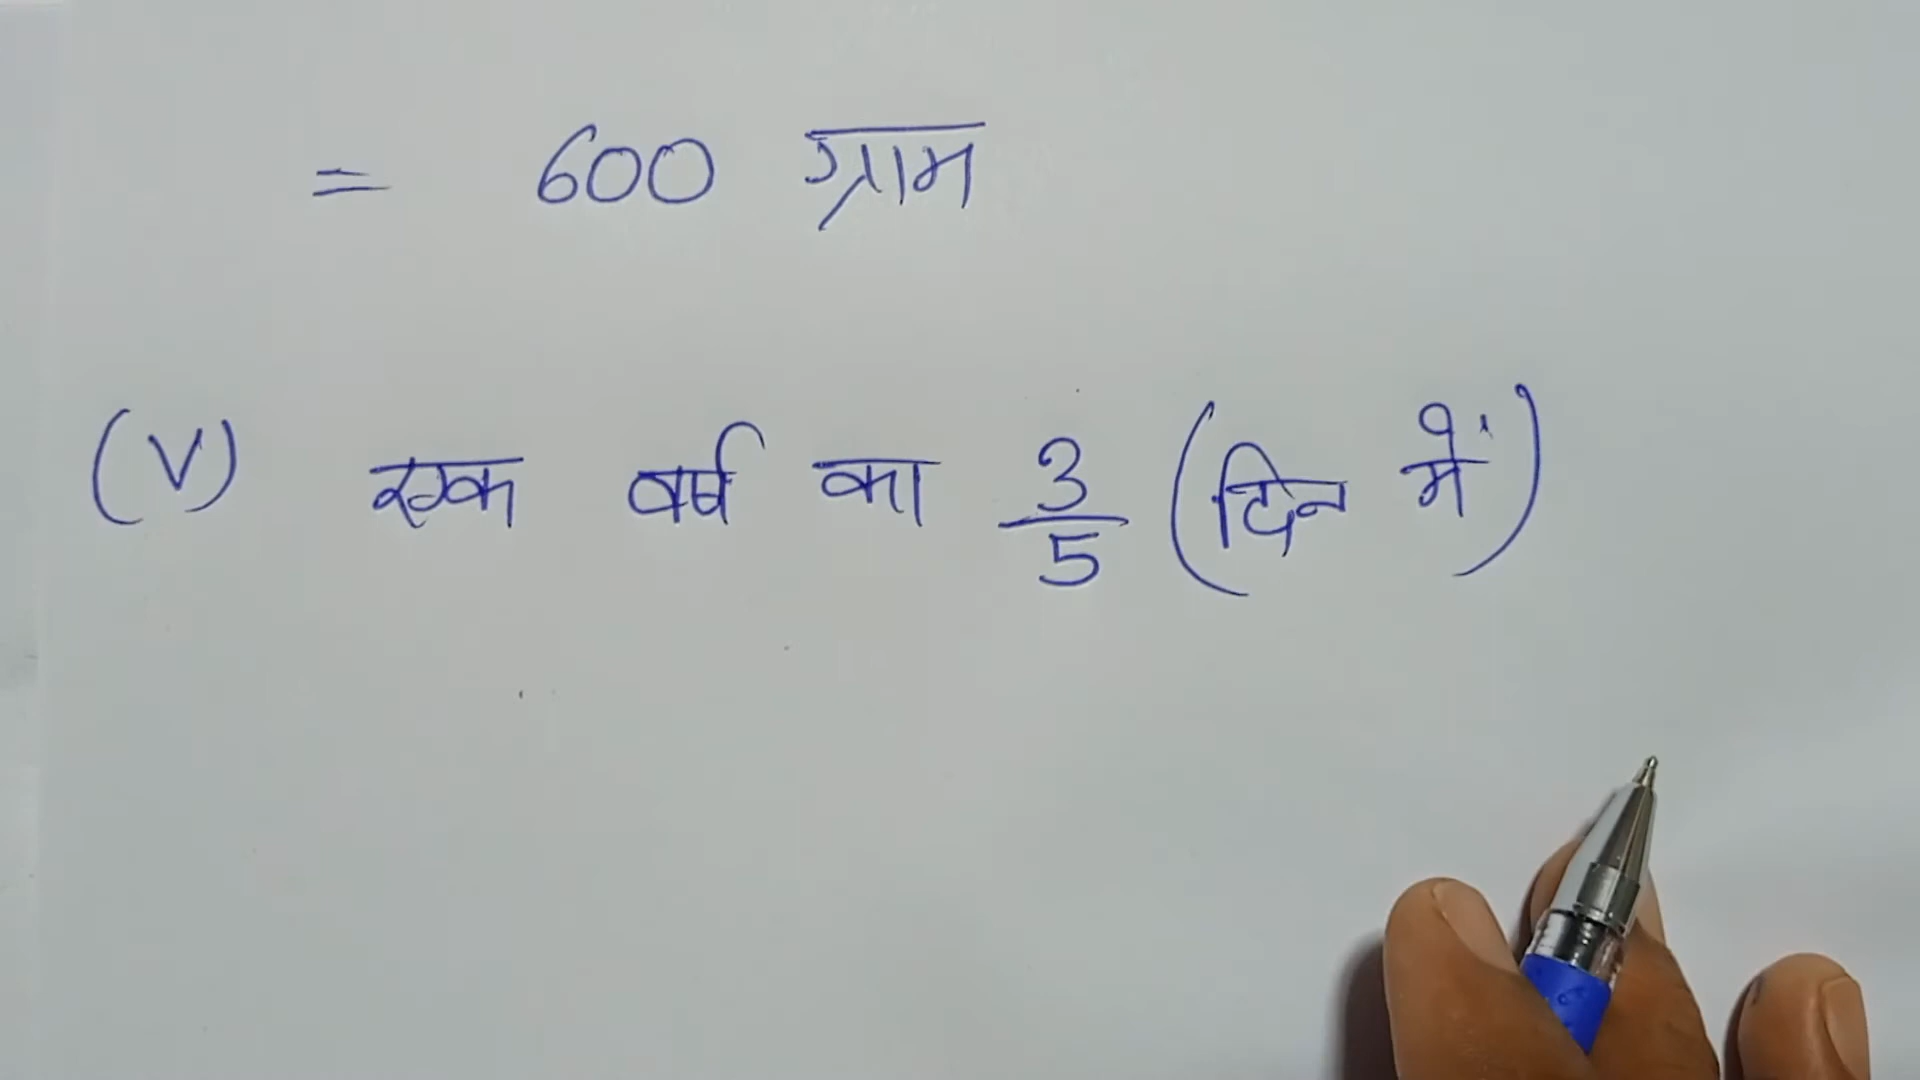 = 600 ग्राम
(V) एक वर्ष का 3/5 (दिन में)